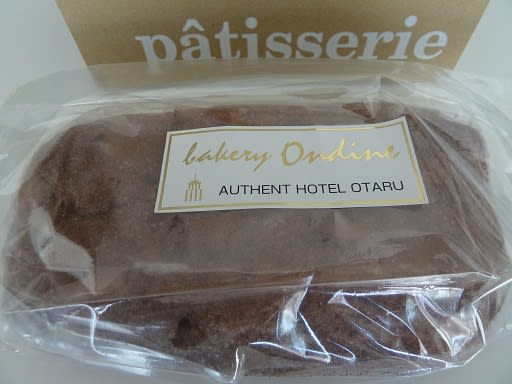 pâtisserie
bakery Ondine
AUTHENT HOTEL OTARU